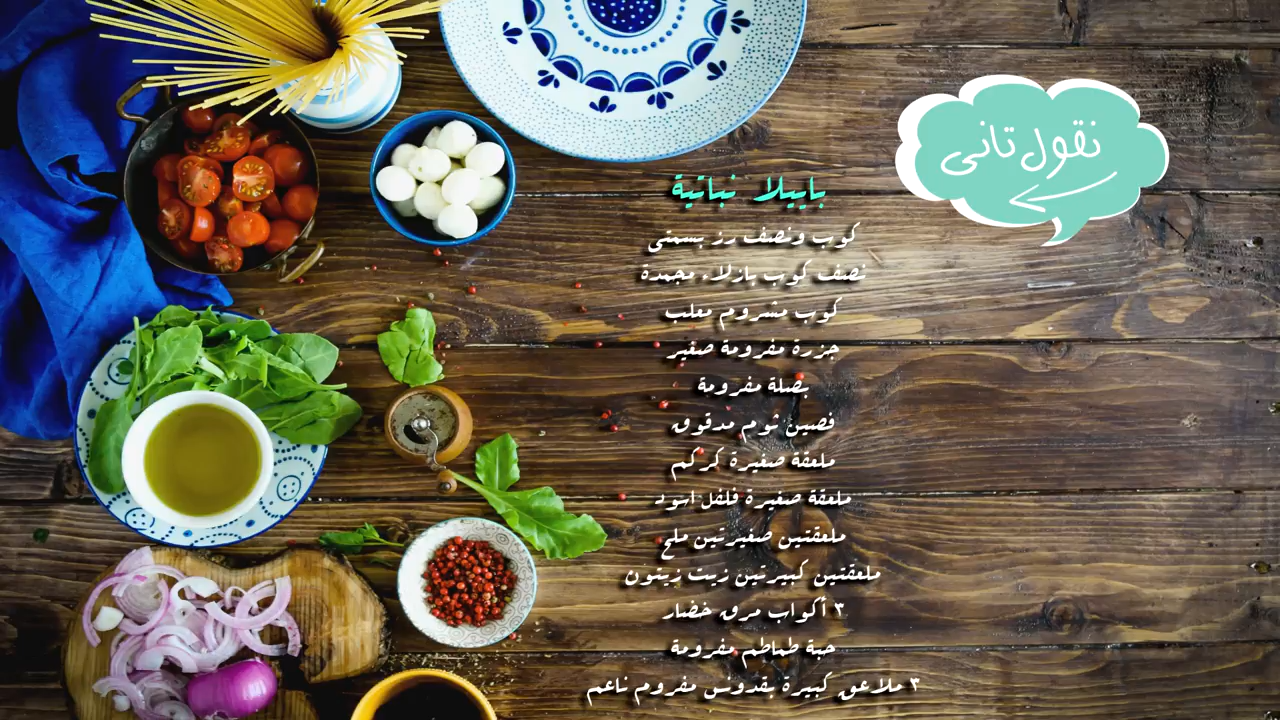 نقول تانى
باييلا نباتية
كوب ونصف رز بسمتى
نصف كوب بازلاء مجمدة
كوب مشروم معلب
جزرة مفرومة صغير
بصلة مفرومة
فصين ثوم مدقوق
ملعقة صغيرة كركم
ملعقة صغيرة فلفل اسود
ملعقتين صغيرتين ملح
ملعقتين كبيرتين زيت زيتون
٣ أكواب مرق خضار
حبة طماطم مفرومة
٣ ملاعق كبيرة بقدونس مفروم ناعم